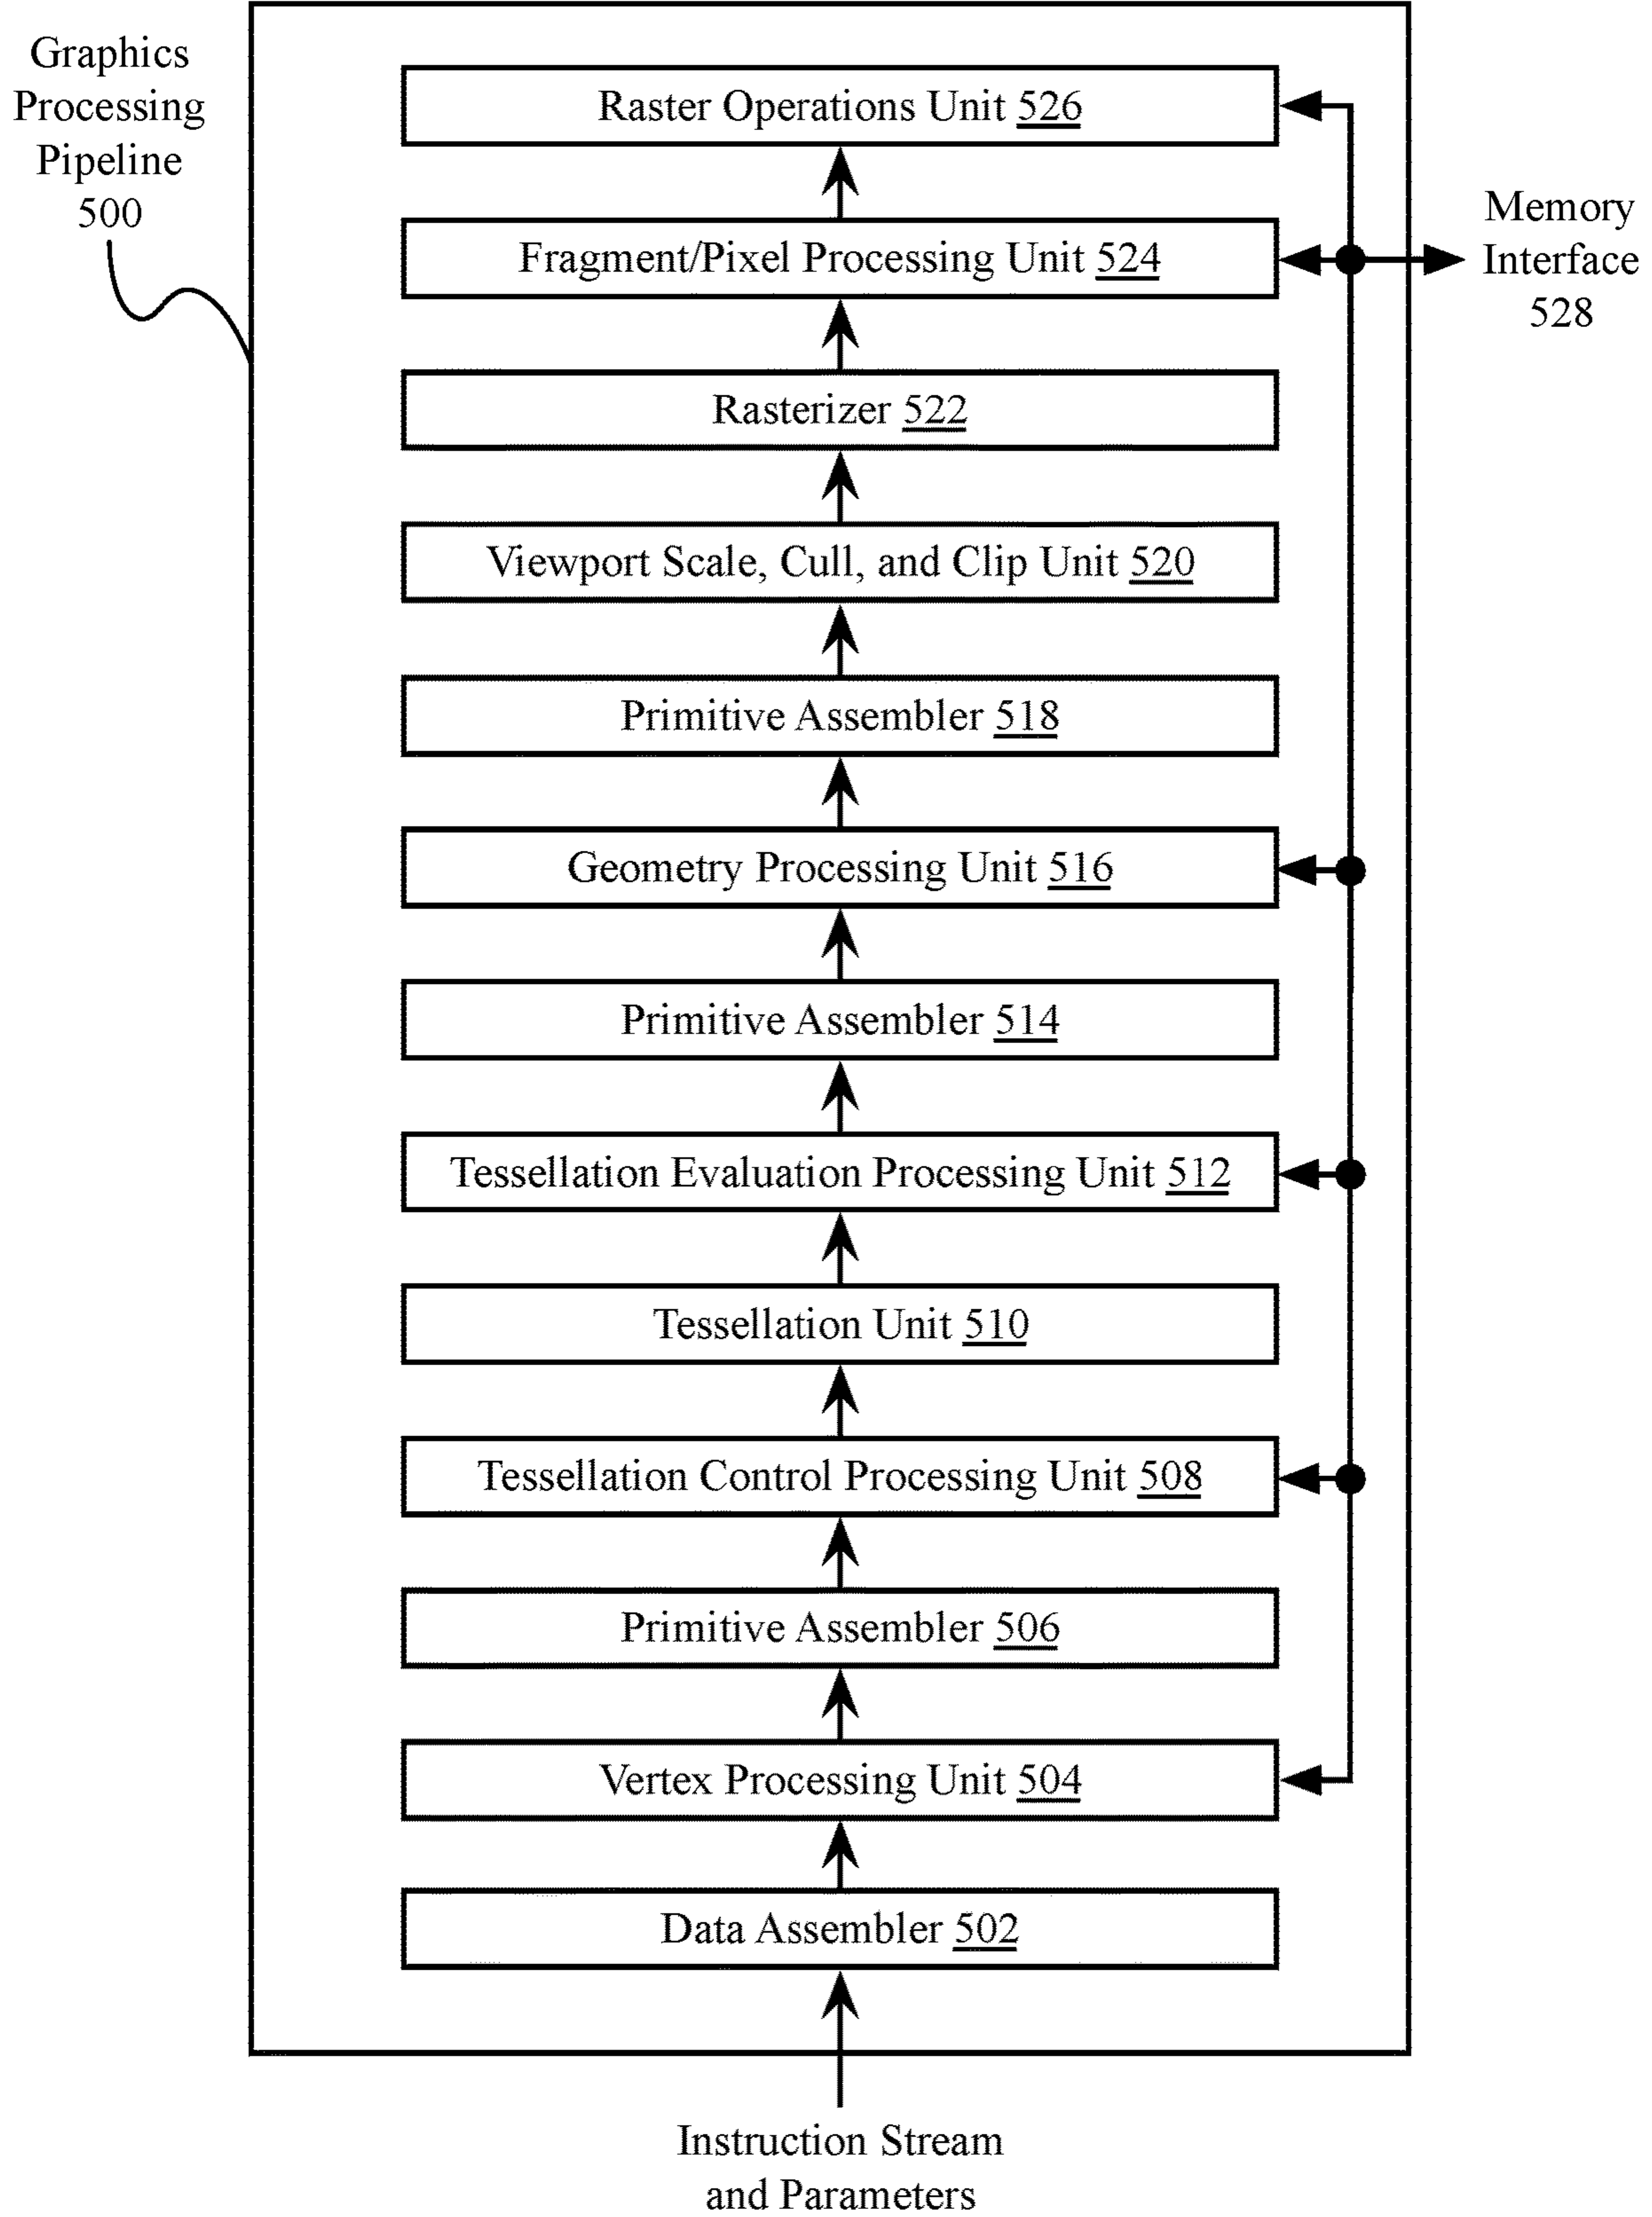 Graphics
Processing
Pipeline
500
Raster Operations Unit 526
Fragment/Pixel Processing Unit 524
Memory
Interface
528
Rasterizer 522
Viewport Scale, Cull, and Clip Unit 520
Primitive Assembler 518
Geometry Processing Unit 516
Primitive Assembler 514
Tessellation Evaluation Processing Unit 512
Tessellation Unit 510
Tessellation Control Processing Unit 508
Primitive Assembler 506
Vertex Processing Unit 504
Data Assembler 502
Instruction Stream
and Parameters